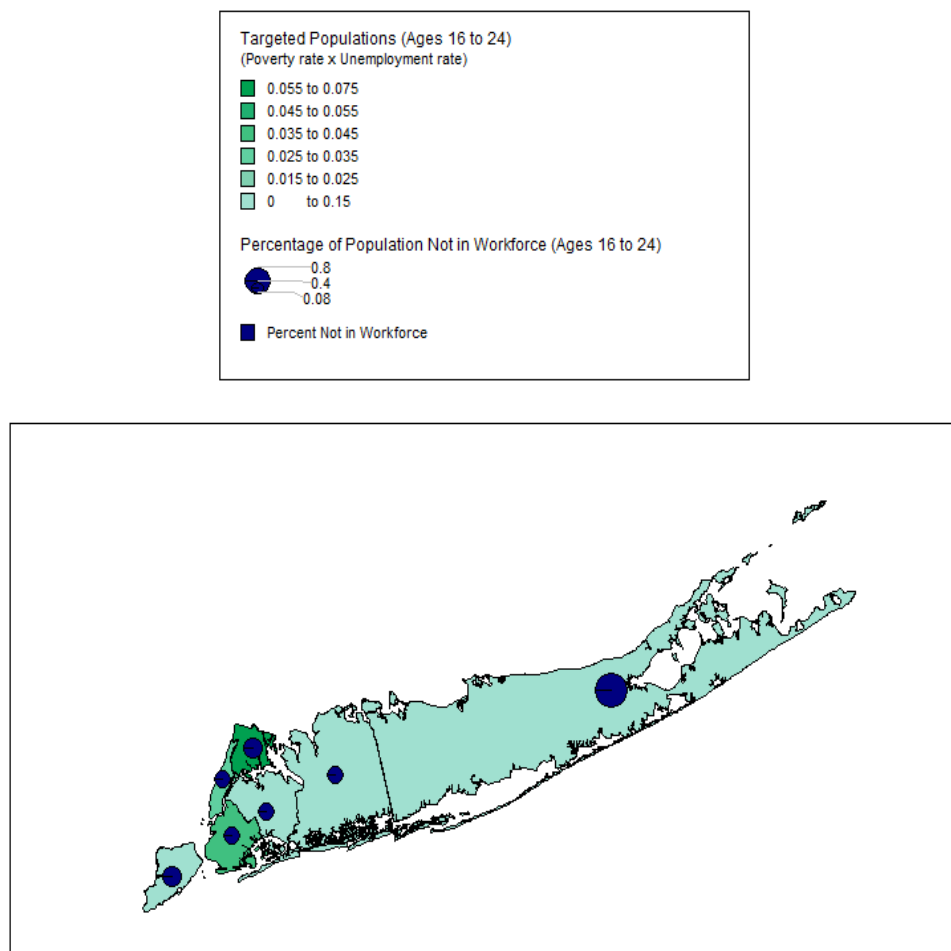 Targeted Populations (Ages 16 to 24)
(Poverty rate x Unemployment rate)
0.055 to 0.075
0.045 to 0.055
0.035 to 0.045
0.025 to 0.035
0.015 to 0.025
0 to 0.15
Percentage of Population Not in Workforce (Ages 16 to 24)
0.8
0.4
0.08
Percent Not in Workforce